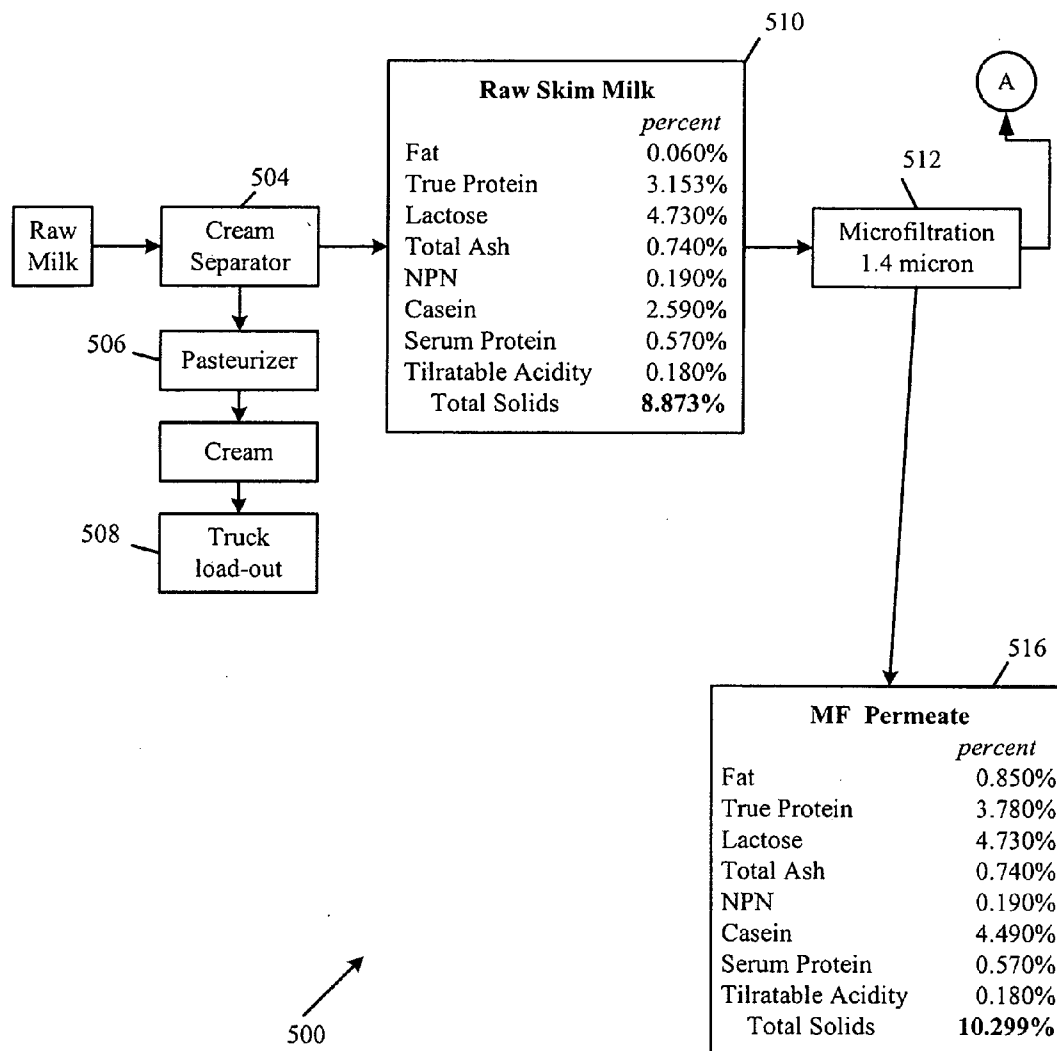 510
A
Raw Skim Milk
percent
Fat 0.060%
True Protein 3.153%
Lactose 4.730%
Total Ash 0.740%
NPN 0.190%
Casein 2.590%
Serum Protein 0.570%
Tilratable Acidity 0.180%
Total Solids 8.873%
504
512
Raw
Milk
Cream
Separator
Microfiltration
1.4 micron
506
Pasteurizer
Cream
508
Truck
load-out
516
MF Permeate
percent
Fat 0.850%
True Protein 3.780%
Lactose 4.730%
Total Ash 0.740%
NPN 0.190%
Casein 4.490%
Serum Protein 0.570%
Tilratable Acidity 0.180%
Total Solids 10.299%
500